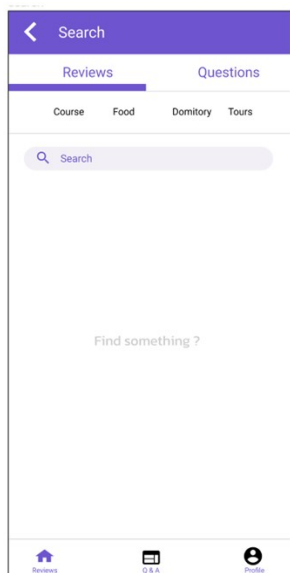 Search
Reviews Questions
Course Food Domitory Tours
Search
Find something ?
Reviews Q & A Profile